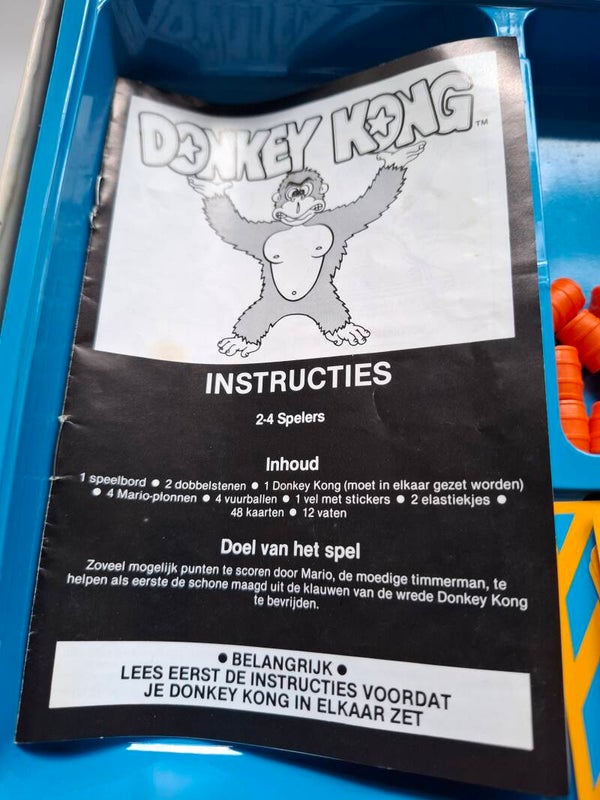 DONKEY KONG™
INSTRUCTIES
2-4 Spelers
Inhoud
1 speelbord ● 2 dobbelstenen ● 1 Donkey Kong (moet in elkaar gezet worden)
● 4 Mario-pionnen ● 4 vuurballen ● 1 vel met stickers ● 2 elastiekjes ●
48 kaarten ● 12 vaten
Doel van het spel
Zoveel mogelijk punten te scoren door Mario, de moedige timmerman, te
helpen als eerste de schone maagd uit de klauwen van de wrede Donkey Kong
te bevrijden.
● BELANGRIJK ●
LEES EERST DE INSTRUCTIES VOORDAT
JE DONKEY KONG IN ELKAAR ZET